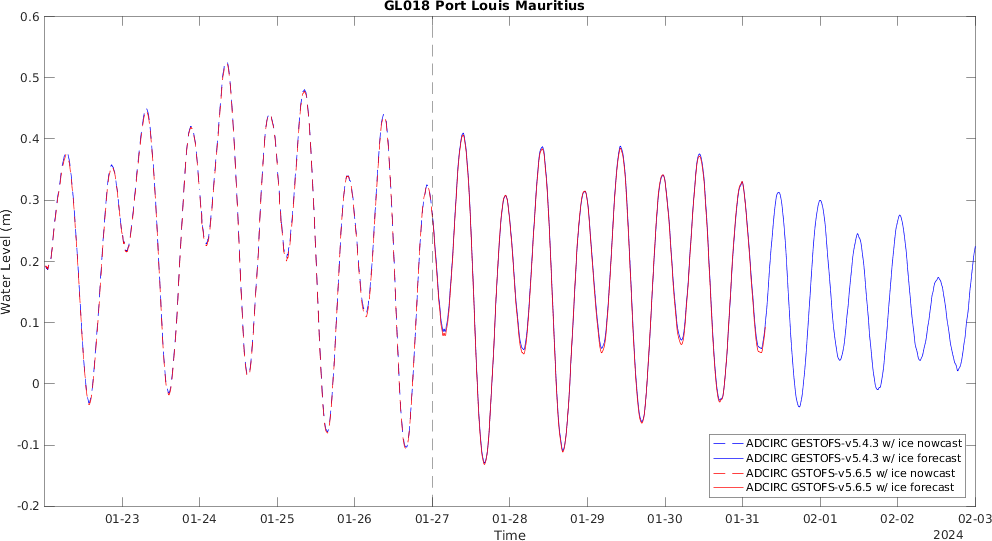 GL018 Port Louis Mauritius
0.6
0.5
0.4
0.3
0.2
0.1
0
-0.1
-0.2
Water Level (m)
01-23 01-24 01-25 01-26 01-27 01-28 01-29 01-30 01-31 02-01 02-02 02-03
Time
2024
ADCIRC GESTOFS-v5.4.3 w/ ice nowcast
ADCIRC GESTOFS-v5.4.3 w/ ice forecast
ADCIRC GSTOFS-v5.6.5 w/ ice nowcast
ADCIRC GSTOFS-v5.6.5 w/ ice forecast